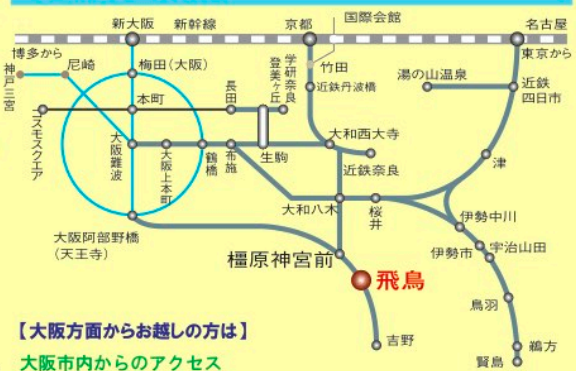 国際会館
新大阪
新幹線
京都
名古屋
博多から
東京から
神戸三宮
尼崎
梅田（大阪）
長田
登美ヶ丘
学研奈良
竹田
近鉄丹波橋
湯の山温泉
近鉄
四日市
コスモスクエア
本町
大阪難波
大阪上本町
鶴橋
布施
生駒
大和西大寺
近鉄奈良
津
大和八木
桜井
伊勢中川
大阪阿部野橋
（天王寺）
橿原神宮前
伊勢市
宇治山田
飛鳥
鳥羽
【大阪方面からお越しの方は】
吉野
鵜方
賢島
大阪市内からのアクセス